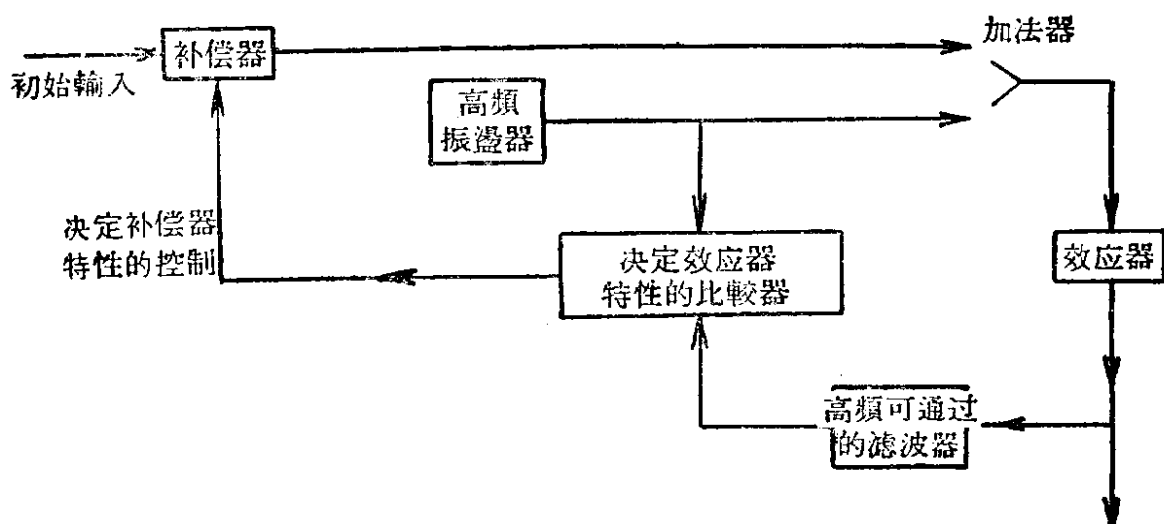 补偿器
加法器
初始輸入
高頻
振盪器
决定补偿器
特性的控制
决定效应器
特性的比較器
效应器
高頻可通过
的滤波器